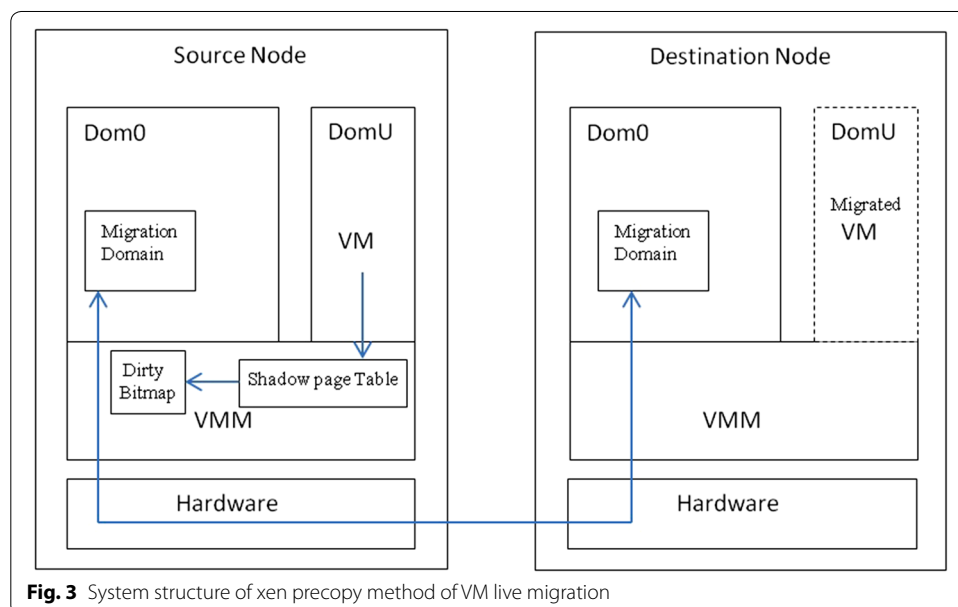 Source Node
Dom0
DomU
Migration
Domain
VM
Dirty
Bitmap
Shadow page Table
VMM
Hardware
Destination Node
Dom0
DomU
Migration
Domain
Migrated
VM
VMM
Hardware
Fig. 3 System structure of xen precopy method of VM live migration